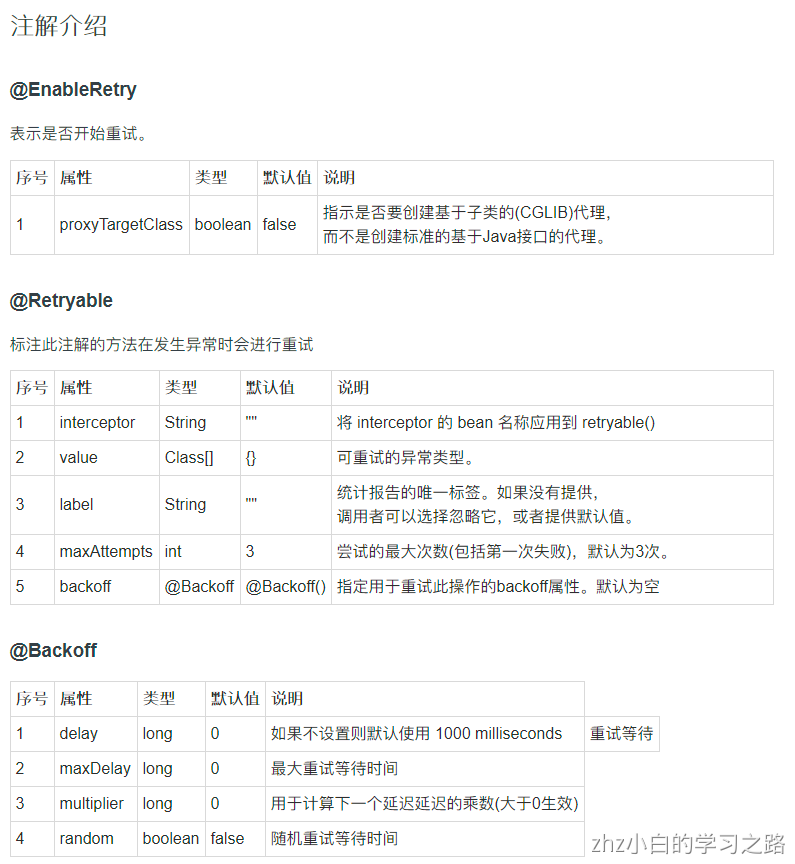 注解介绍
@EnableRetry
表示是否开始重试。
序号 属性 类型 默认值 说明
1 proxyTargetClass boolean false 指示是否要创建基于子类的(CGLIB)代理，
而不是创建标准的基于Java接口的代理。
@Retryable
标注此注解的方法在发生异常时会进行重试
序号 属性 类型 默认值 说明
1 interceptor String "" 将 interceptor 的 bean 名称应用到 retryable()
2 value Class[] {} 可重试的异常类型。
3 label String "" 统计报告的唯一标签。如果没有提供，
调用者可以选择忽略它，或者提供默认值。
4 maxAttempts int 3 尝试的最大次数(包括第一次失败)，默认为3次。
5 backoff @Backoff @Backoff() 指定用于重试此操作的backoff属性。默认为空
@Backoff
序号 属性 类型 默认值 说明
1 delay long 0 如果不设置则默认使用 1000 milliseconds 重试等待
2 maxDelay long 0 最大重试等待时间
3 multiplier long 0 用于计算下一个延迟延迟的乘数(大于0生效)
4 random boolean false 随机重试等待时间
zhz小白的学习之路